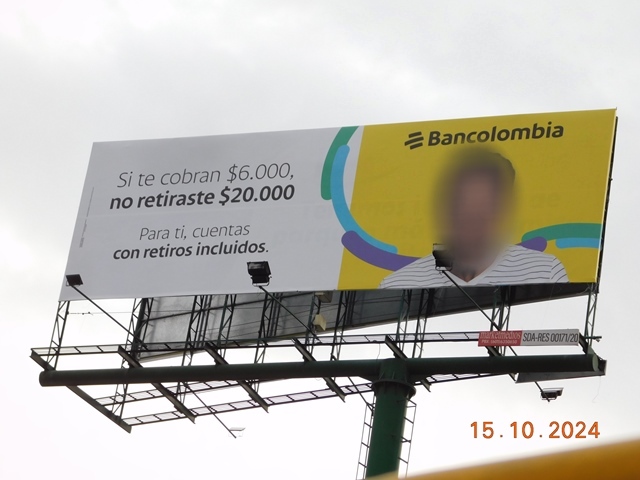 Bancolombia
Si te cobran $6.000,
no retiraste $20.000
Para ti, cuentas
con retiros incluidos.
SDA-RES 00171/20
15.10.2024